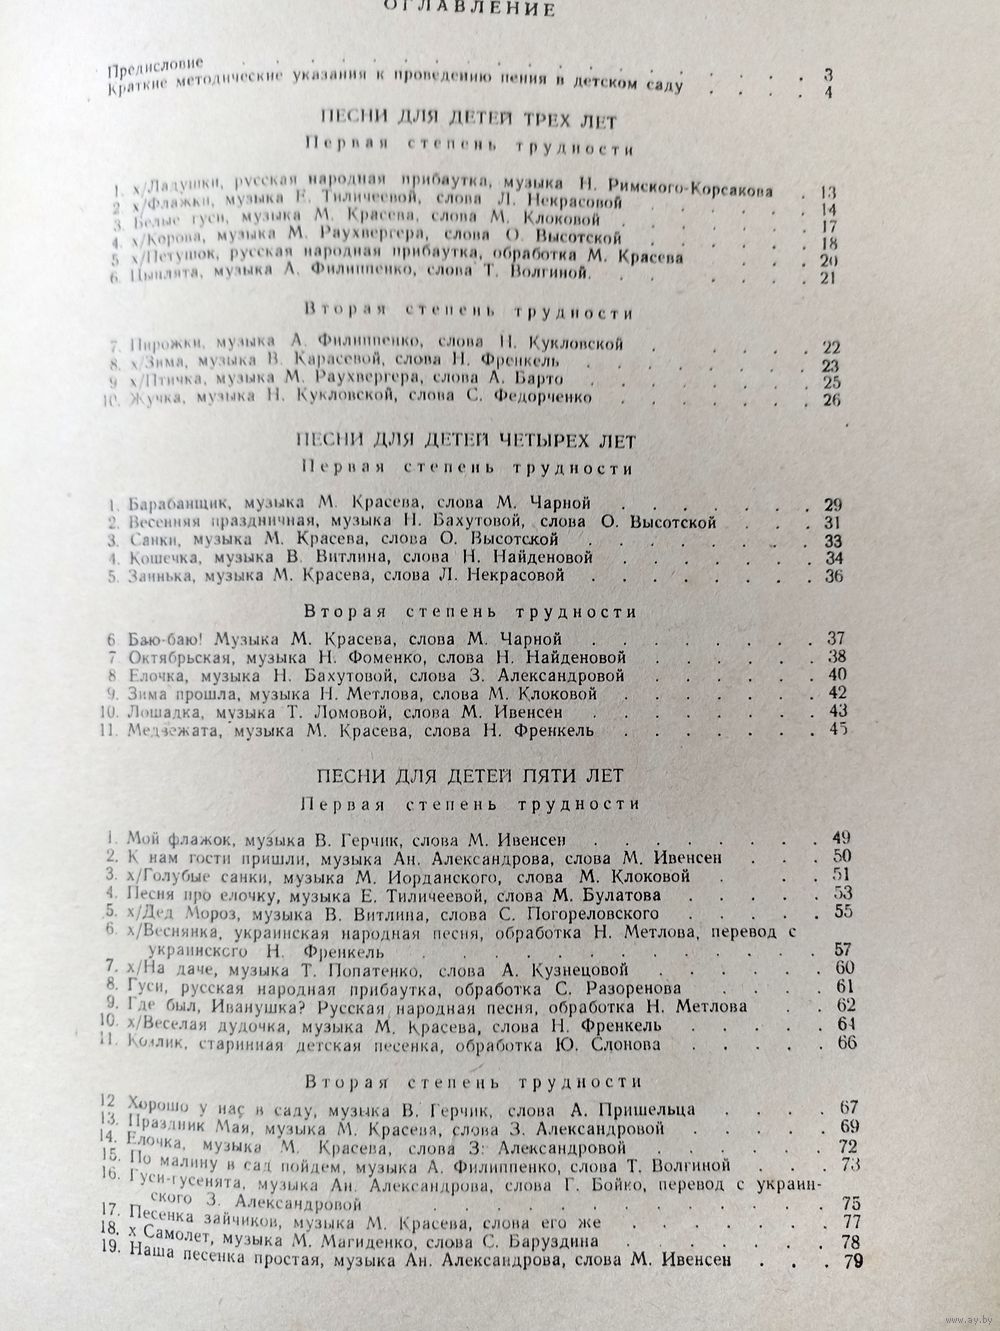 ОГЛАВЛЕНИЕ
Предисловие . . . . . . . . . . . . . . . . . 3
Краткие методические указания к проведению пения в детском саду . . . . 4
ПЕСНИ ДЛЯ ДЕТЕЙ ТРЕХ ЛЕТ
Первая степень трудности
1. х/Ладушки, русская народная прибаутка, музыка Н. Римского-Корсакова . 13
2. х/Флажки, музыка Е. Тиличеевой, слова Л. Некрасовой . . . . . 14
3. Белые гуси, музыка М. Красева, слова М. Клоковой . . . . . . 17
4. х/Корова, музыка М. Раухвергера, слова О. Высотской . . . . . 18
5. х/Петушок, русская народная прибаутка, обработка М. Красева . . . . 20
6. Цыплята, музыка А. Филиппенко, слова Т. Волгиной. . . . . . 21
Вторая степень трудности
7. Пирожки, музыка А. Филиппенко, слова Н. Кукловской . . . . . 22
8. х/Зима, музыка В. Карасевой, слова Н. Френкель . . . . . . . 23
9 х/Птичка, музыка М. Раухвергера, слова А. Барто . . . . . . . 25
10. Жучка, музыка Н. Кукловской, слова С. Федорченко . . . . . . 26
ПЕСНИ ДЛЯ ДЕТЕЙ ЧЕТЫРЕХ ЛЕТ
Первая степень трудности
1. Барабанщик, музыка М. Красева, слова М. Чарной . . . . . . . 29
2. Весенняя праздничная, музыка Н. Бахутовой, слова О. Высотской . . . 31
3. Санки, музыка М. Красева, слова О. Высотской . . . . . . . . 33
4. Кошечка, музыка В. Витлина, слова Н. Найденовой . . . . . . . 34
5. Заинька, музыка М. Красева, слова Л. Некрасовой . . . . . . . . 36
Вторая степень трудности
6 Баю-баю! Музыка М. Красева, слова М. Чарной . . . . . . . . 37
7 Октябрьская, музыка Н. Фоменко, слова Н. Найденовой . . . . . . 38
8 Елочка, музыка Н. Бахутовой, слова З. Александровой . . . . . . 40
9. Зима прошла, музыка Н. Метлова, слова М. Клоковой . . . . . . . 42
10. Лошадка, музыка Т. Ломовой, слова М. Ивенсен . . . . . . . . 43
11. Медвежата, музыка М. Красева, слова Н. Френкель . . . . . . . 45
ПЕСНИ ДЛЯ ДЕТЕЙ ПЯТИ ЛЕТ
Первая степень трудности
1. Мой флажок, музыка В. Герчик, слова М. Ивенсен . . . . . . . . 49
2. К нам гости пришли, музыка Ан. Александрова, слова М. Ивенсен . . . 50
3. х/Голубые санки, музыка М. Иорданского, слова М. Клоковой . . . . 51
4. Песня про елочку, музыка Е. Тиличеевой, слова М. Булатова . . . . . 53
5. х/Дед Мороз, музыка В. Витлина, слова С. Погореловского . . . . . 55
6. х/Веснянка, украинская народная песня, обработка Н. Метлова, перевод с
украинского Н. Френкель . . . . . . . . . . . . 57
7. х/На даче, музыка Т. Попатенко, слова А. Кузнецовой . . . . . . 60
8. Гуси, русская народная прибаутка, обработка С. Разоренова . . . . 61
9. Где был, Иванушка? Русская народная песня, обработка Н. Метлова . . 62
10. х/Веселая дудочка, музыка М. Красева, слова Н. Френкель . . . . . 64
11. Козлик, старинная детская песенка, обработка Ю. Слонова . . . . . 66
Вторая степень трудности
12 Хорошо у нас в саду, музыка В. Герчик, слова А. Пришельца . . . . 67
13. Праздник Мая, музыка М. Красева, слова З. Александровой . . . . . 69
14. Елочка, музыка М. Красева, слова З. Александровой . . . . . . 72
15. По малину в сад пойдем, музыка А. Филиппенко, слова Т. Волгиной . . . 73
16. Гуси-гусенята, музыка Ан. Александрова, слова Г. Бойко, перевод с украин-
ского З. Александровой . . . . . . . . . . . . . 75
17. Песенка зайчиков, музыка М. Красева, слова его же . . . . . . . 77
18. х Самолет, музыка М. Магиденко, слова С. Баруздина . . . . . . . 78
19. Наша песенка простая, музыка Ан. Александрова, слова М. Ивенсен . . . 79
www.ay.by